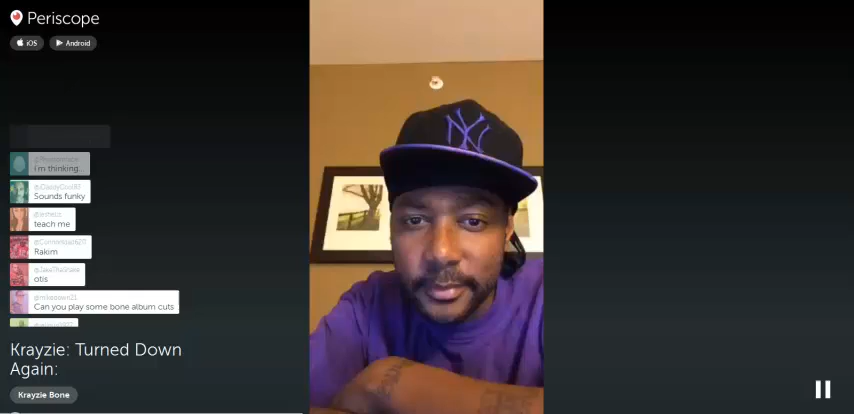 Periscope
iOS
Android
I'm thinking..
Sounds funky
teach me
Rakim
otis
@mikedawn21
Can you play some bone album cuts
NY
Krayzie: Turned Down
Again:
Krayzie Bone